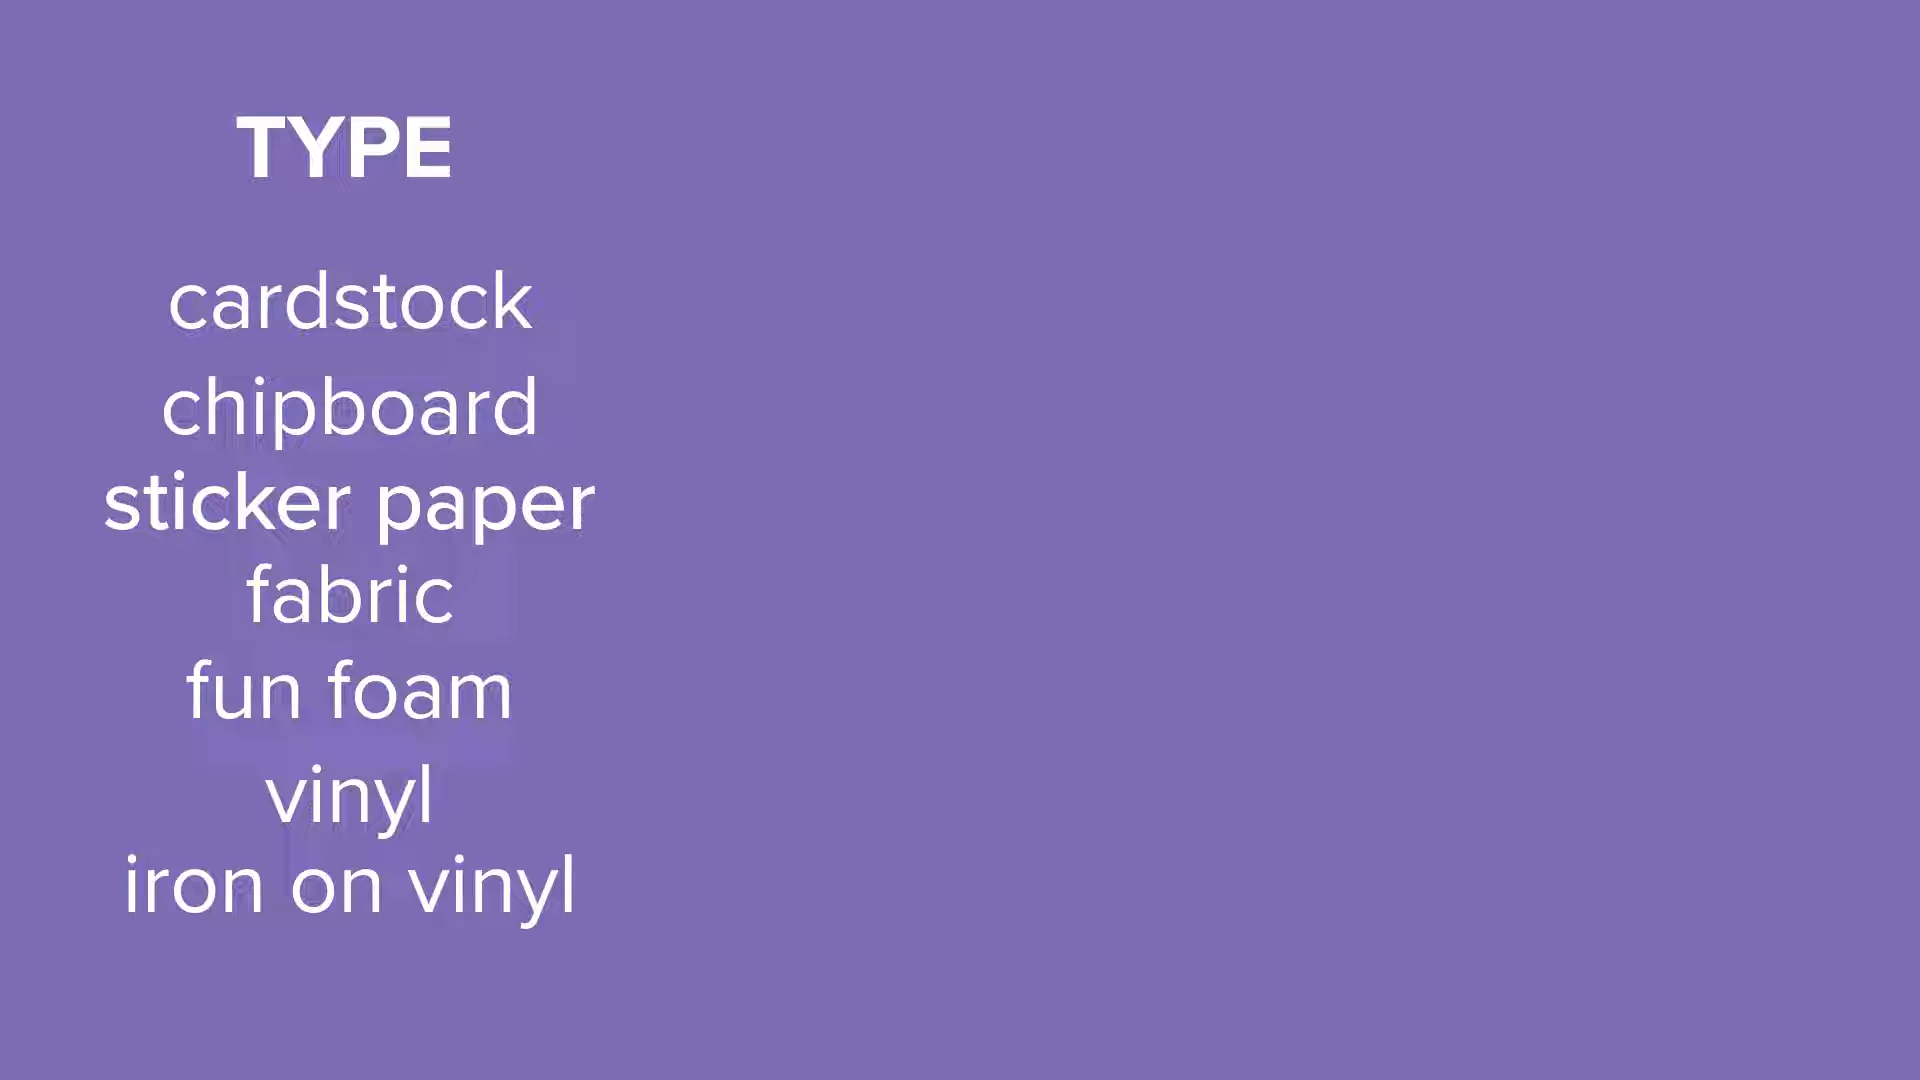 TYPE
cardstock
chipboard
sticker paper
fabric
fun foam
vinyl
iron on vinyl